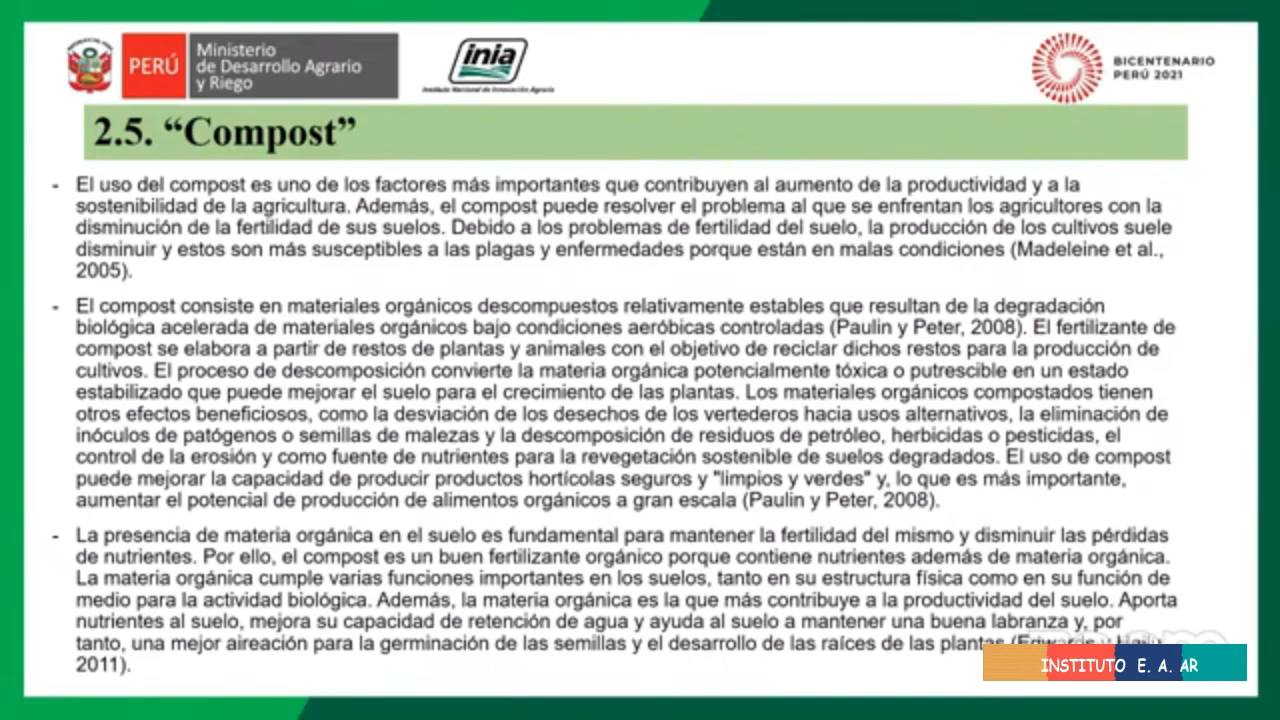 PERÚ
Ministerio
de Desarrollo Agrario
y Riego
inia
Instituto Nacional de Innovación Agraria
BICENTENARIO
PERÚ 2021
2.5. “Compost”
- El uso del compost es uno de los factores más importantes que contribuyen al aumento de la productividad y a la
sostenibilidad de la agricultura. Además, el compost puede resolver el problema al que se enfrentan los agricultores con la
disminución de la fertilidad de sus suelos. Debido a los problemas de fertilidad del suelo, la producción de los cultivos suele
disminuir y estos son más susceptibles a las plagas y enfermedades porque están en malas condiciones (Madeleine et al.,
2005).
- El compost consiste en materiales orgánicos descompuestos relativamente estables que resultan de la degradación
biológica acelerada de materiales orgánicos bajo condiciones aeróbicas controladas (Paulin y Peter, 2008). El fertilizante de
compost se elabora a partir de restos de plantas y animales con el objetivo de reciclar dichos restos para la producción de
cultivos. El proceso de descomposición convierte la materia orgánica potencialmente tóxica o putrescible en un estado
estabilizado que puede mejorar el suelo para el crecimiento de las plantas. Los materiales orgánicos compostados tienen
otros efectos beneficiosos, como la desviación de los desechos de los vertederos hacia usos alternativos, la eliminación de
inóculos de patógenos o semillas de malezas y la descomposición de residuos de petróleo, herbicidas o pesticidas, el
control de la erosión y como fuente de nutrientes para la revegetación sostenible de suelos degradados. El uso de compost
puede mejorar la capacidad de producir productos hortícolas seguros y "limpios y verdes" y, lo que es más importante,
aumentar el potencial de producción de alimentos orgánicos a gran escala (Paulin y Peter, 2008).
- La presencia de materia orgánica en el suelo es fundamental para mantener la fertilidad del mismo y disminuir las pérdidas
de nutrientes. Por ello, el compost es un buen fertilizante orgánico porque contiene nutrientes además de materia orgánica.
La materia orgánica cumple varias funciones importantes en los suelos, tanto en su estructura física como en su función de
medio para la actividad biológica. Además, la materia orgánica es la que más contribuye a la productividad del suelo. Aporta
nutrientes al suelo, mejora su capacidad de retención de agua y ayuda al suelo a mantener una buena labranza y, por
tanto, una mejor aireación para la germinación de las semillas y el desarrollo de las raíces de las plantas
2011).
INSTITUTO E. A. AR